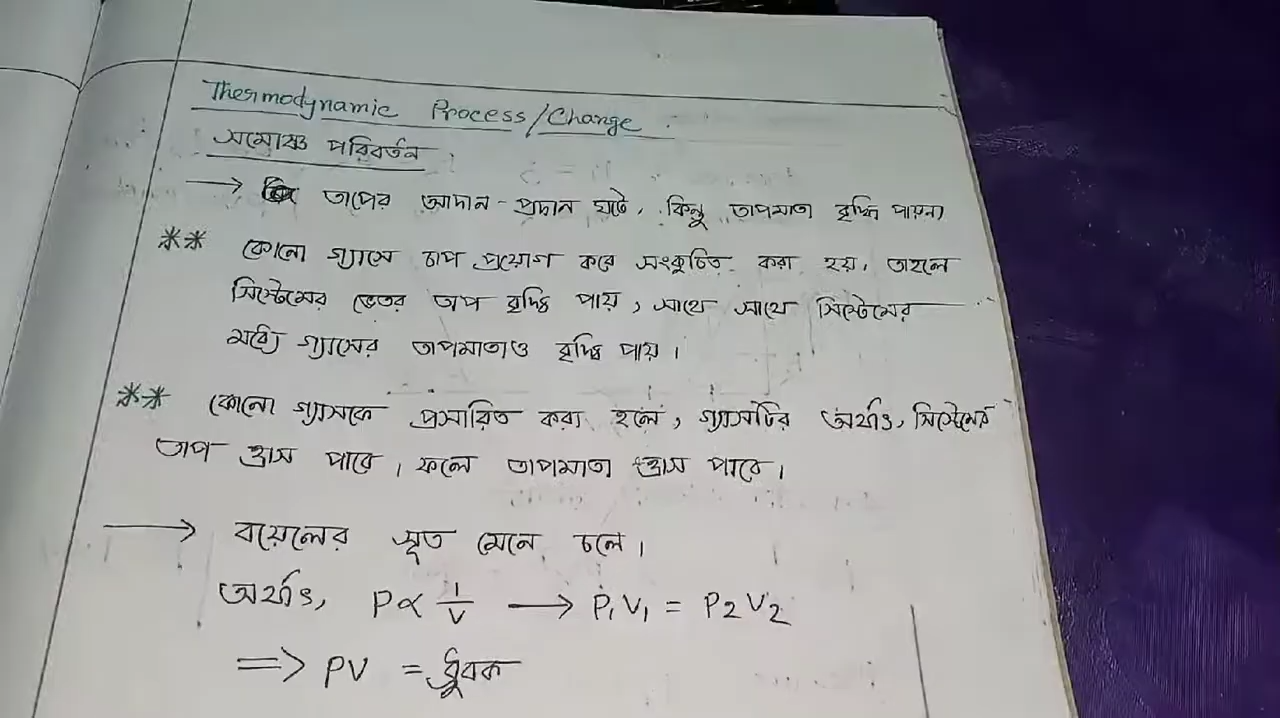 Thermodynamic Process/Change
সমোষ্ণ পরিবর্তন
→ তাপের আদান-প্রদান ঘটে, কিন্তু তাপমাত্রা বৃদ্ধি পায়না
** কোনো গ্যাসে চাপ প্রয়োগ করে সংকুচিত করা হয়, তাহলে
সিস্টেমের ভেতর তাপ বৃদ্ধি পায়, সাথে সাথে সিস্টেমের
মধ্যে গ্যাসের তাপমাত্রাও বৃদ্ধি পায়।
** কোনো গ্যাসকে প্রসারিত করা হলে, গ্যাসটির অর্থাৎ, সিস্টেমের
তাপ হ্রাস পাবে। ফলে তাপমাত্রা হ্রাস পাবে।
→ বয়েলের সূত্র মেনে চলে।
অর্থাৎ, P∝ 1/V → P₁V₁ = P₂V₂
⇒ PV = ধ্রুবক